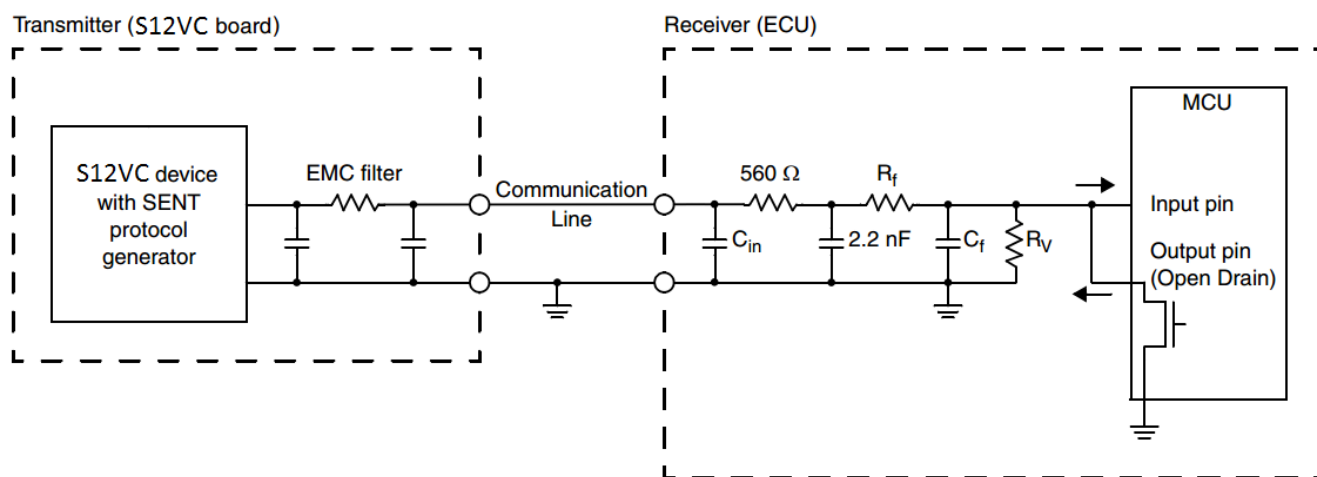 Transmitter (S12VC board)
Receiver (ECU)
MCU
S12VC device
with SENT
protocol
generator
EMC filter
Communication
Line
560 Ω
Rf
Cin
2.2 nF
Cf
RV
Input pin
Output pin
(Open Drain)